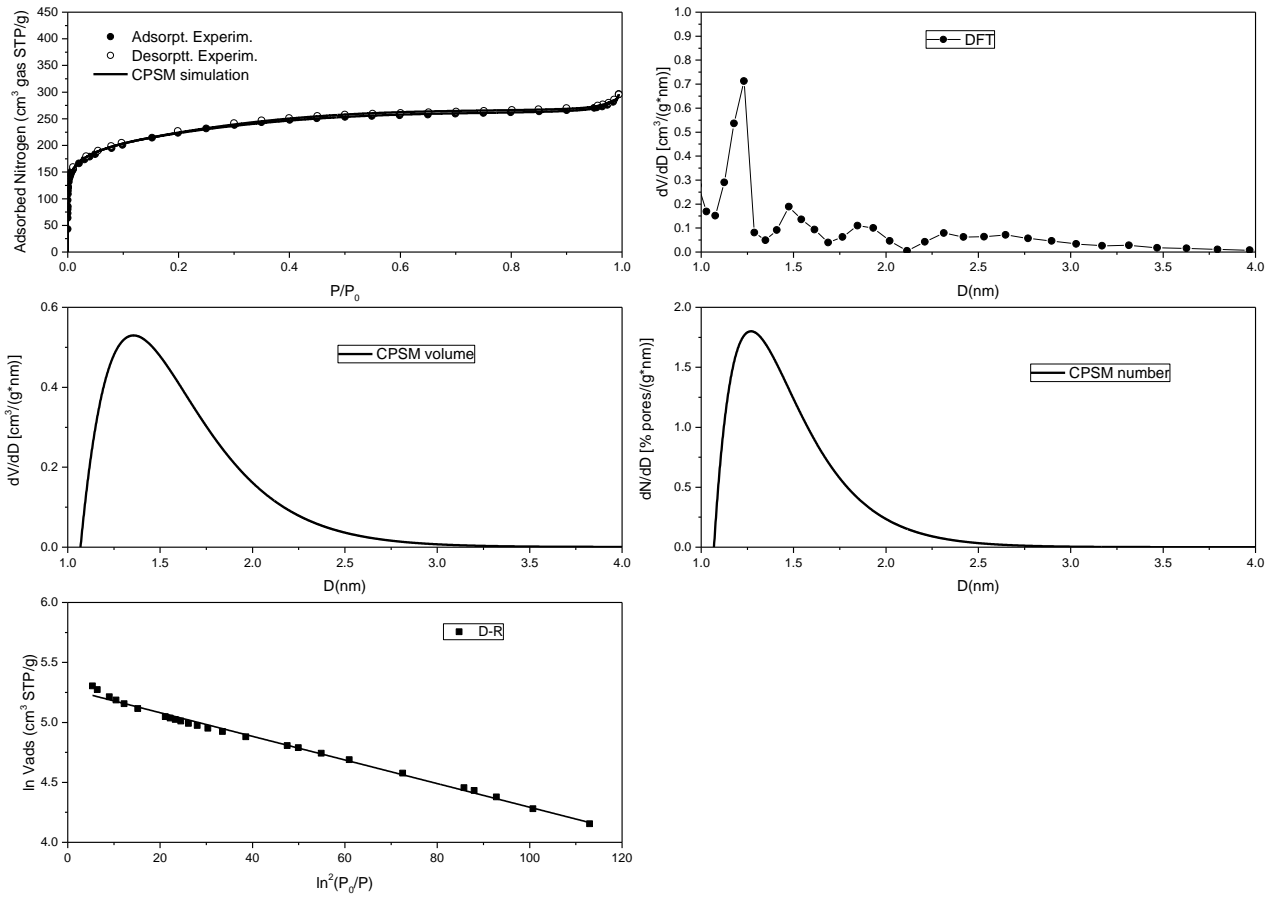 450
400
350
300
250
200
150
100
50
0
Adsorbed Nitrogen (cm³ gas STP/g)
Adsorpt. Experim.
Desorptt. Experim.
CPSM simulation
0.0 0.2 0.4 0.6 0.8 1.0
P/P₀
1.0
0.9
0.8
0.7
0.6
0.5
0.4
0.3
0.2
0.1
0.0
dV/dD [cm³/(g*nm)]
DFT
1.0 1.5 2.0 2.5 3.0 3.5 4.0
D(nm)
0.6
0.4
0.2
0.0
dV/dD [cm³/(g*nm)]
CPSM volume
1.0 1.5 2.0 2.5 3.0 3.5 4.0
D(nm)
2.0
1.5
1.0
0.5
0.0
dN/dD [% pores/(g*nm)]
CPSM number
1.0 1.5 2.0 2.5 3.0 3.5 4.0
D(nm)
6.0
5.5
5.0
4.5
4.0
ln Vads (cm³ STP/g)
D-R
0 20 40 60 80 100 120
ln²(P₀/P)